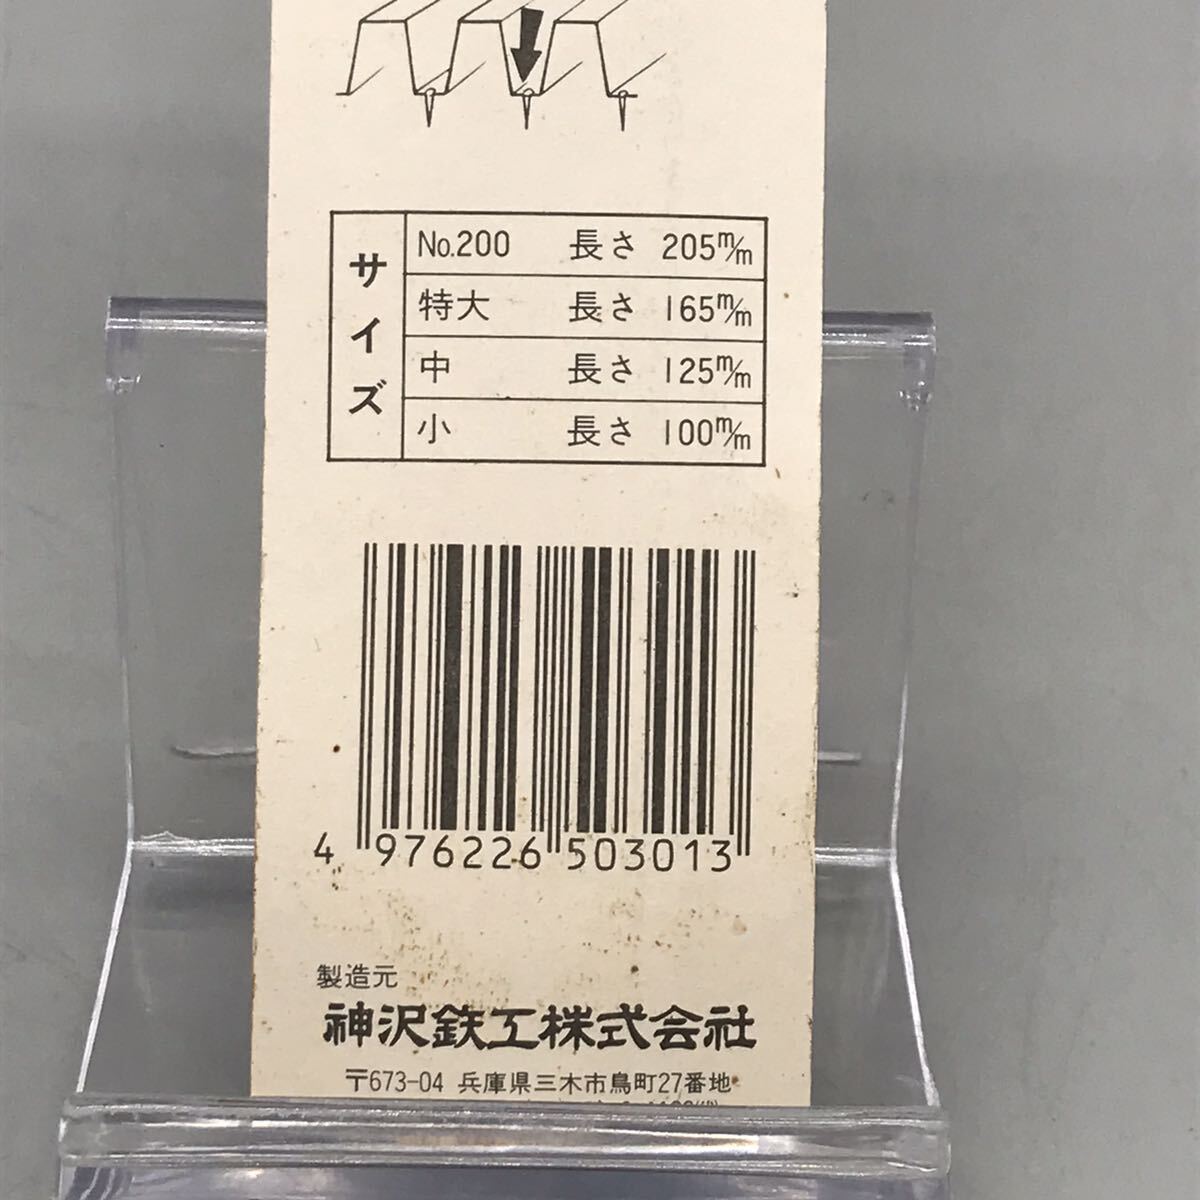 サイズ
No.200 長さ 205m/m
特大 長さ 165m/m
中 長さ 125m/m
小 長さ 100m/m
4 976226 503013
製造元
神沢鉄工株式会社
〒673-04 兵庫県三木市鳥町27番地